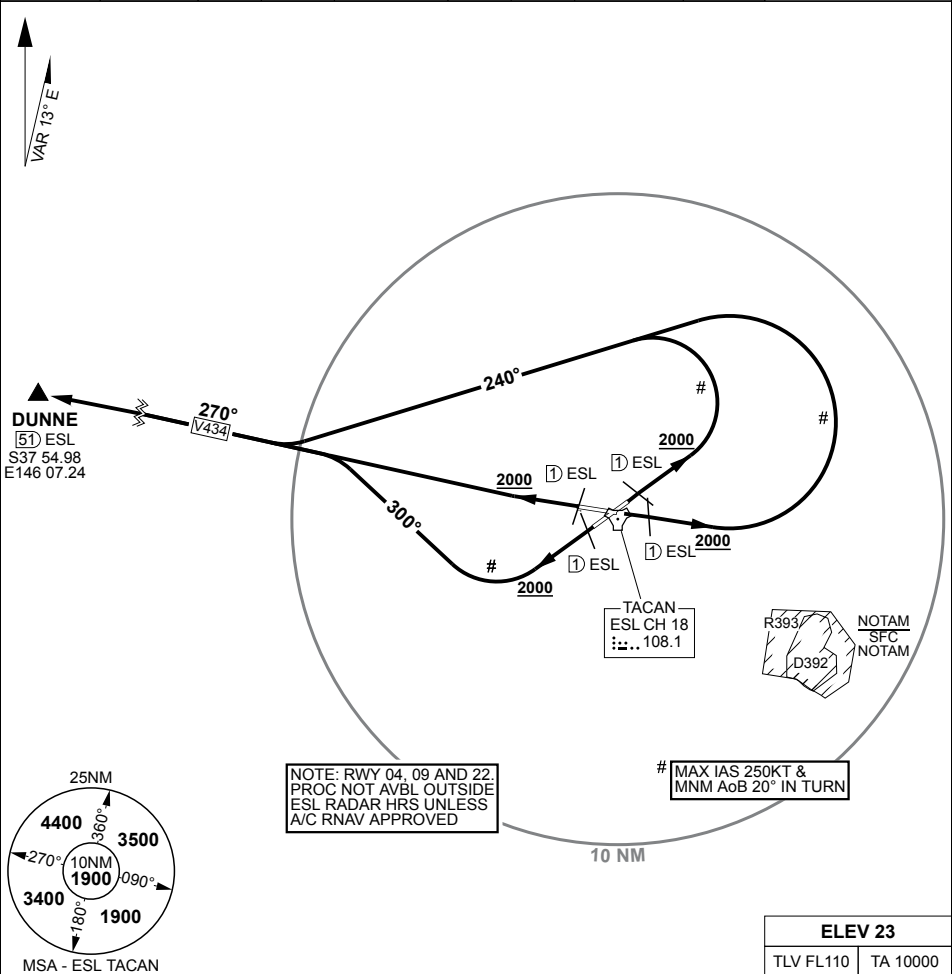 VAR 13° E
240°
#
#
DUNNE
51 ESL
S37 54.98
E146 07.24
270°
V434
2000
1 ESL
1 ESL
2000
300°
#
2000
1 ESL
1 ESL
2000
TACAN
ESL CH 18
108.1
R393
D392
NOTAM
SFC
NOTAM
NOTE: RWY 04, 09 AND 22.
PROC NOT AVBL OUTSIDE
ESL RADAR HRS UNLESS
A/C RNAV APPROVED
# MAX IAS 250KT &
MNM AoB 20° IN TURN
10 NM
25NM
4400
360°
3500
270°
10NM
1900
090°
3400
180°
1900
MSA - ESL TACAN
ELEV 23
TLV FL110 TA 10000